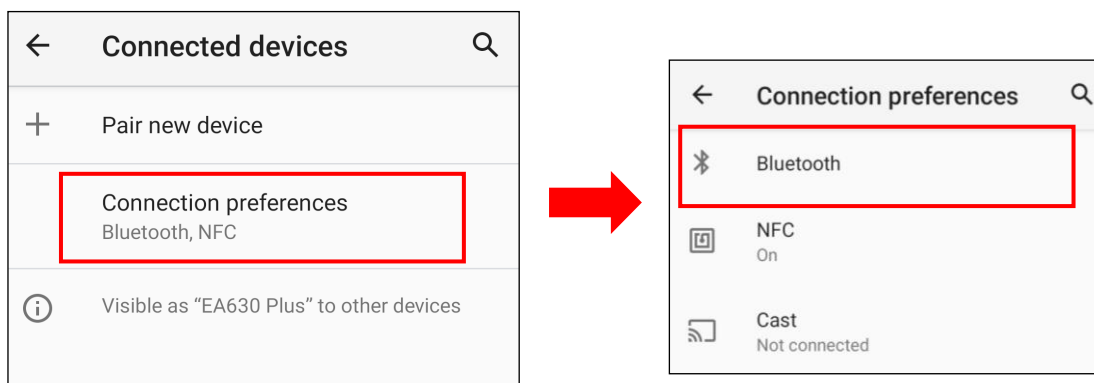 Connected devices
Pair new device
Connection preferences
Bluetooth, NFC
Visible as “EA630 Plus” to other devices
Connection preferences
Bluetooth
NFC
On
Cast
Not connected